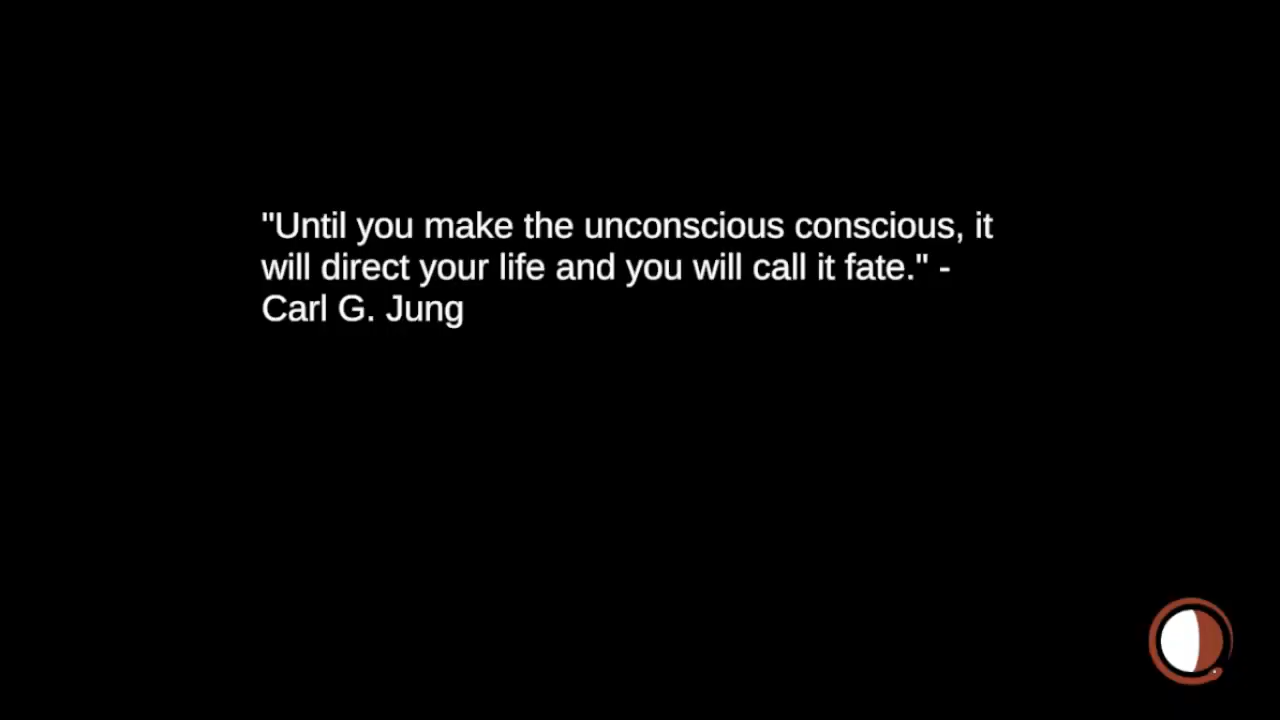 "Until you make the unconscious conscious, it
will direct your life and you will call it fate." -
Carl G. Jung